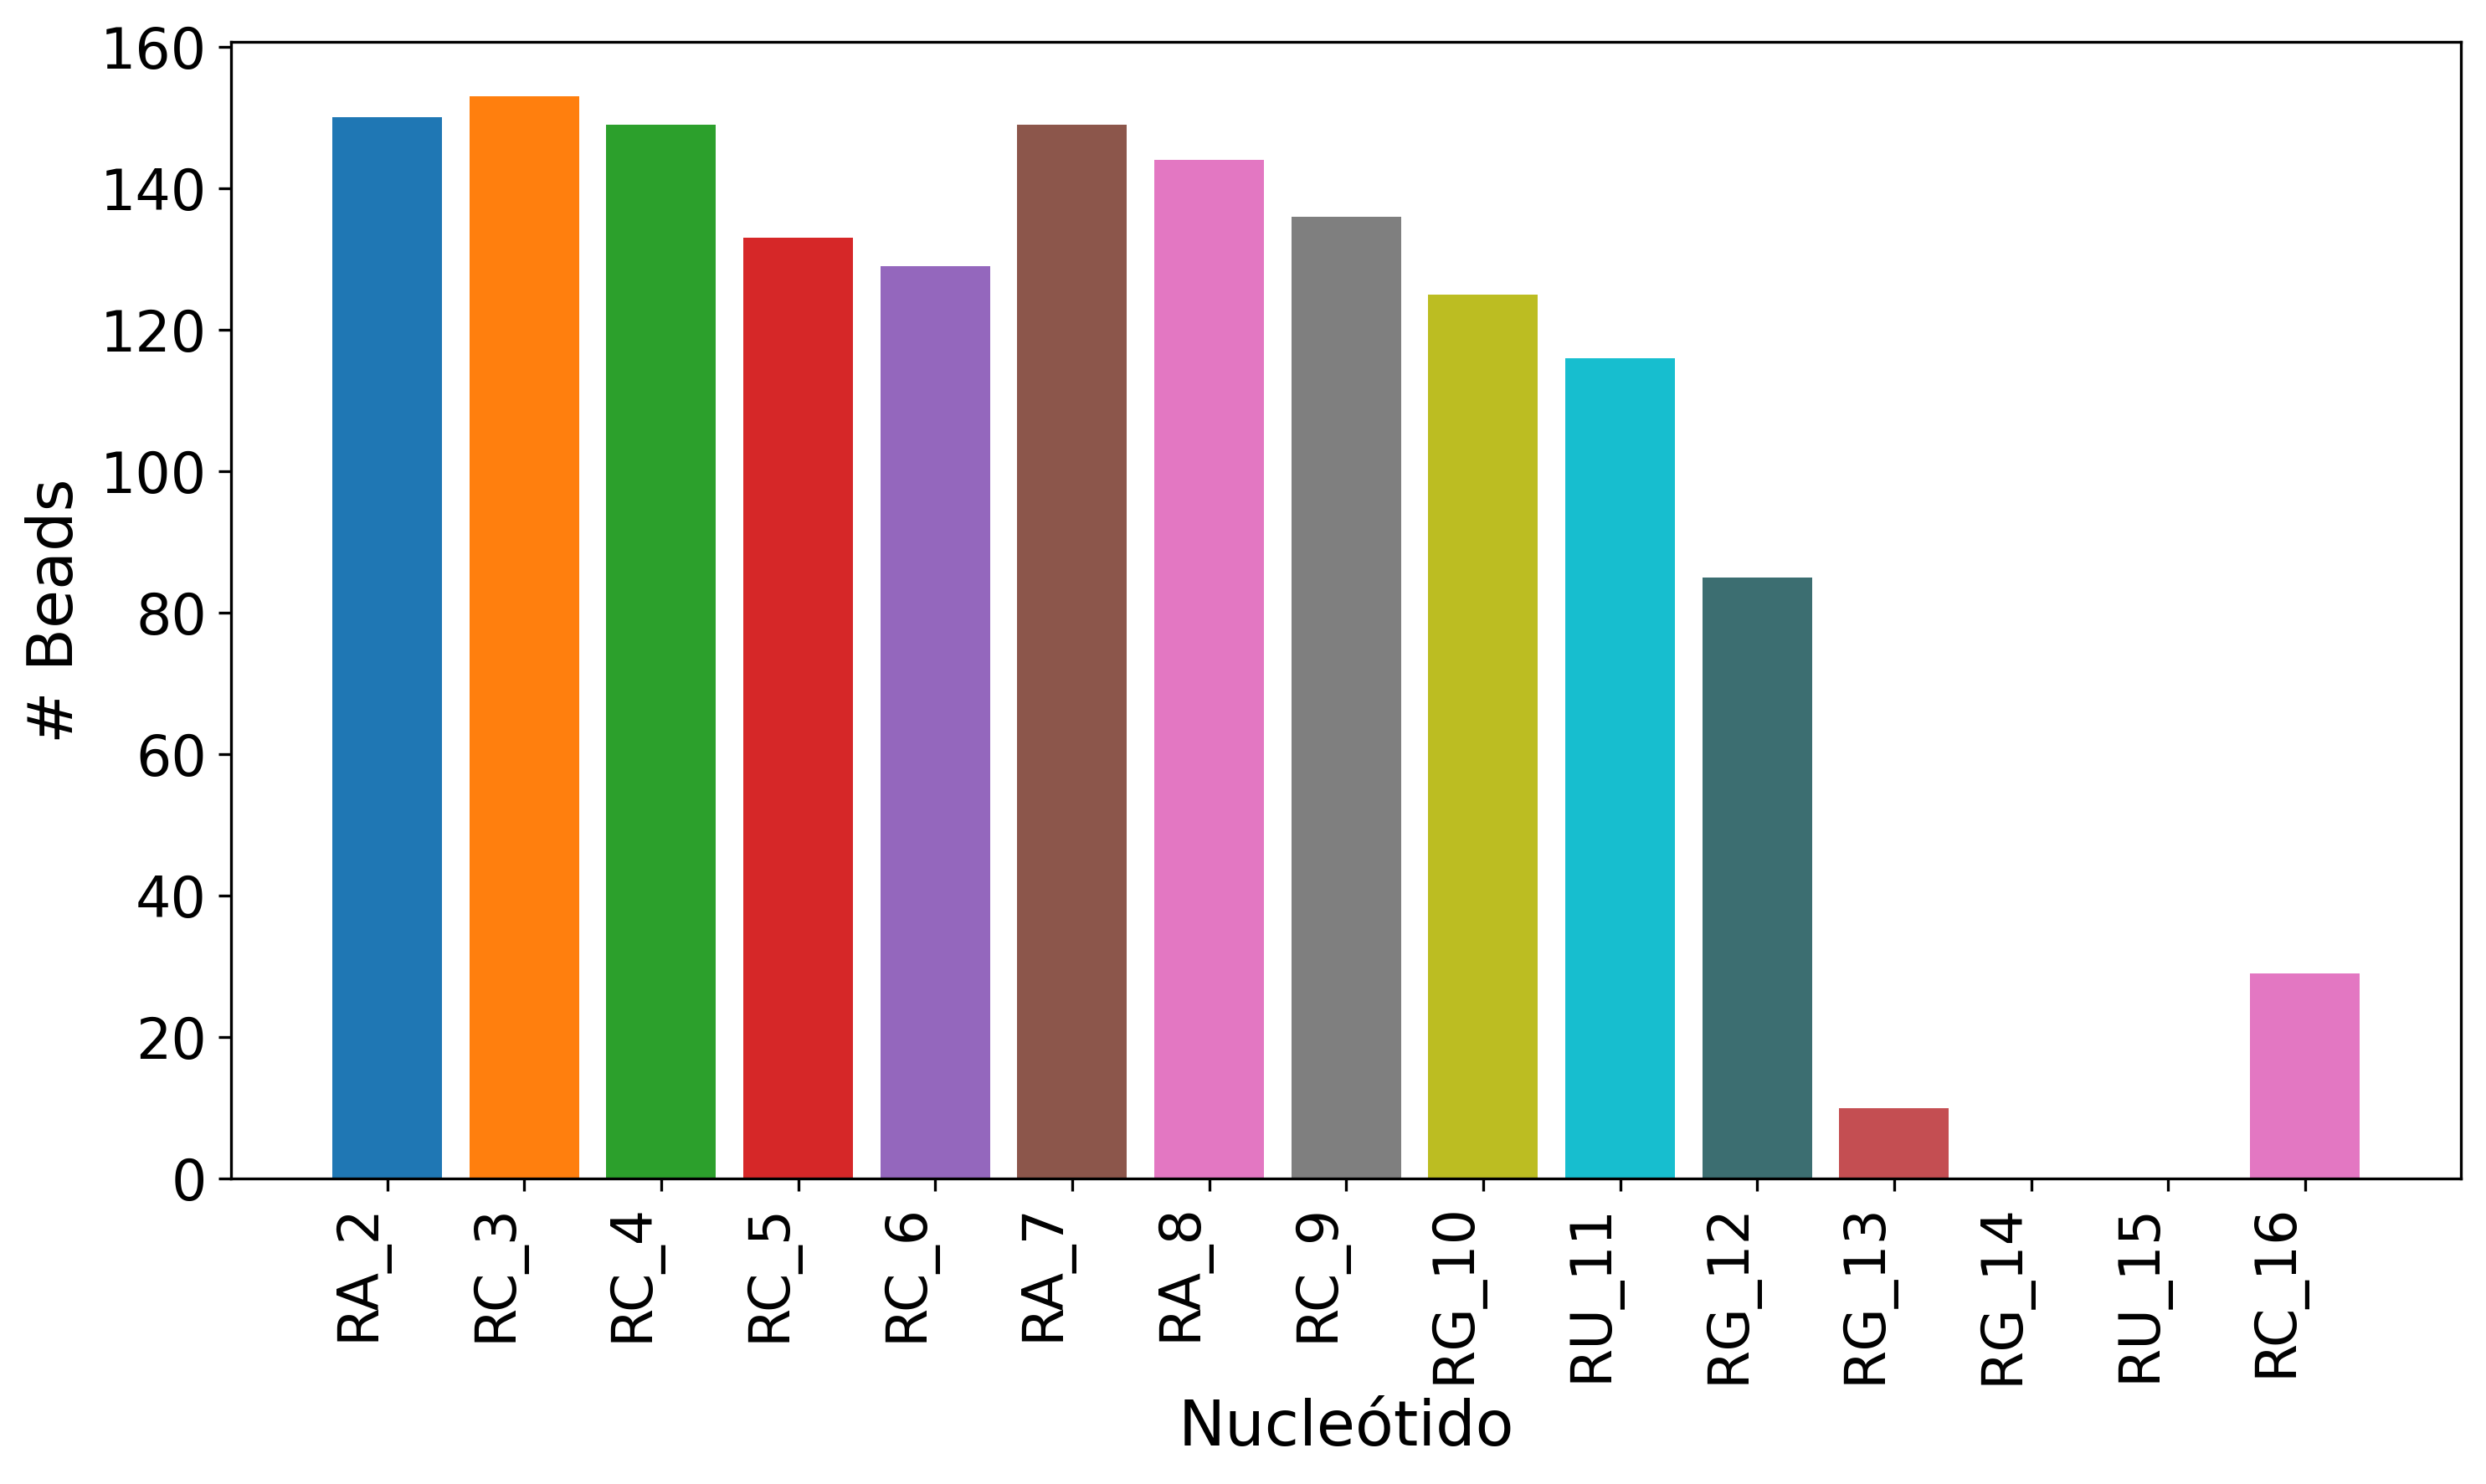 160
140
120
100
80
60
40
20
0
# Beads
RA_2
RC_3
RC_4
RC_5
RC_6
RA_7
RA_8
RC_9
RG_10
RU_11
RG_12
RG_13
RG_14
RU_15
RC_16
Nucleótido